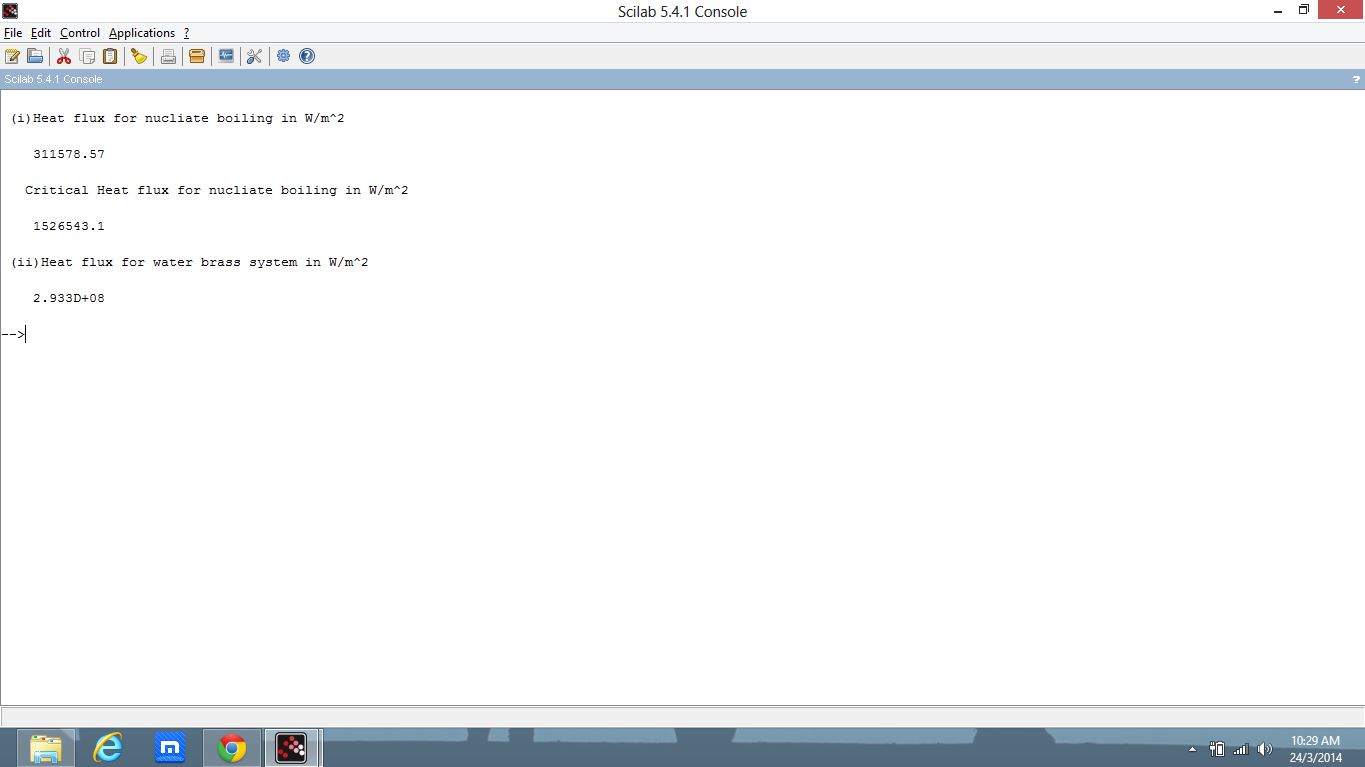 Scilab 5.4.1 Console
File Edit Control Applications ?
Scilab 5.4.1 Console ?
(i)Heat flux for nucliate boiling in W/m^2
311578.57
Critical Heat flux for nucliate boiling in W/m^2
1526543.1
(ii)Heat flux for water brass system in W/m^2
2.933D+08
-->
10:29 AM
24/3/2014